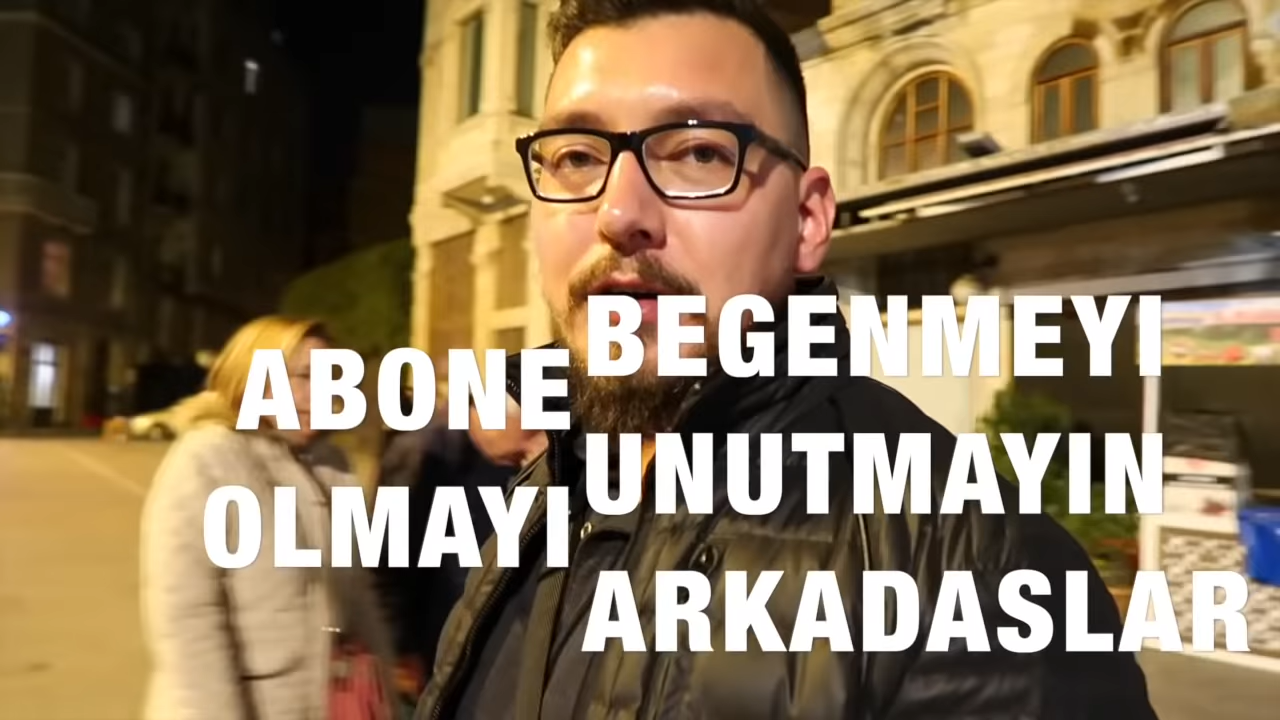 ABONE
OLMAYI
BEGENMEYI
UNUTMAYIN
ARKADASLAR